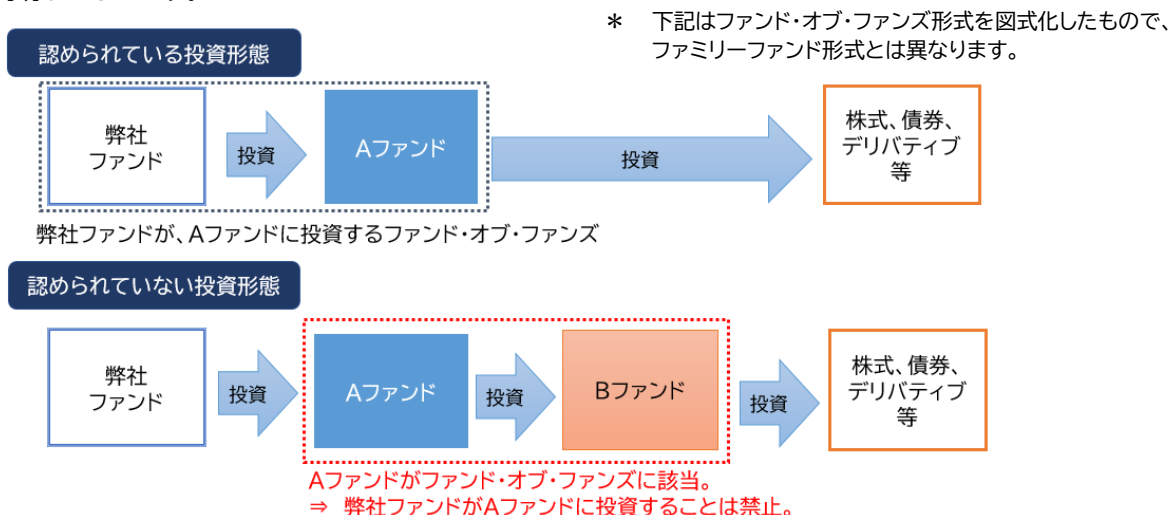 ＊ 下記はファンド・オブ・ファンズ形式を図式化したもので、
ファミリーファンド形式とは異なります。
認められている投資形態
弊社
ファンド
投資
Aファンド
投資
株式、債券、
デリバティブ
等
弊社ファンドが、Aファンドに投資するファンド・オブ・ファンズ
認められていない投資形態
弊社
ファンド
投資
Aファンド
投資
Bファンド
投資
株式、債券、
デリバティブ
等
Aファンドがファンド・オブ・ファンズに該当。
⇒ 弊社ファンドがAファンドに投資することは禁止。